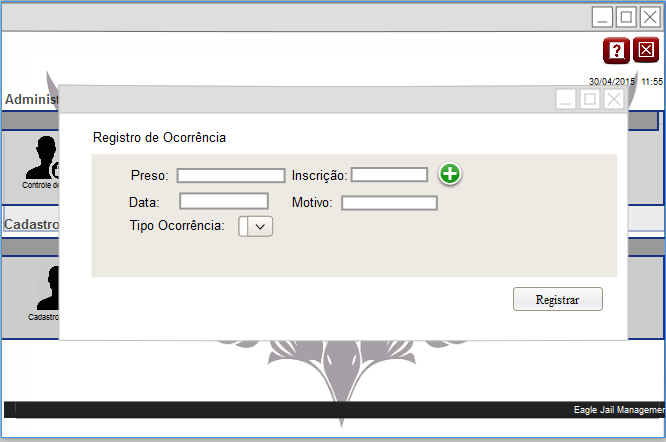 30/04/2015 11:55
Administ
Registro de Ocorrência
Preso: Inscrição:
Controle d
Data: Motivo:
Cadastro
Tipo Ocorrência:
Registrar
Cadastro
Eagle Jail Managemer